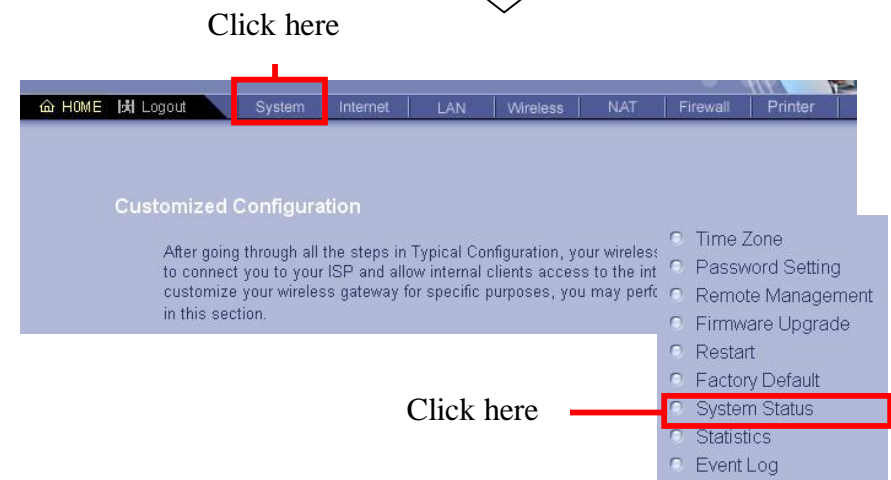 Click here
HOME Logout System Internet LAN Wireless NAT Firewall Printer
Customized Configuration
After going through all the steps in Typical Configuration, your wireless
to connect you to your ISP and allow internal clients access to the int
customize your wireless gateway for specific purposes, you may perfo
in this section.
Time Zone
Password Setting
Remote Management
Firmware Upgrade
Restart
Factory Default
Click here
System Status
Statistics
Event Log